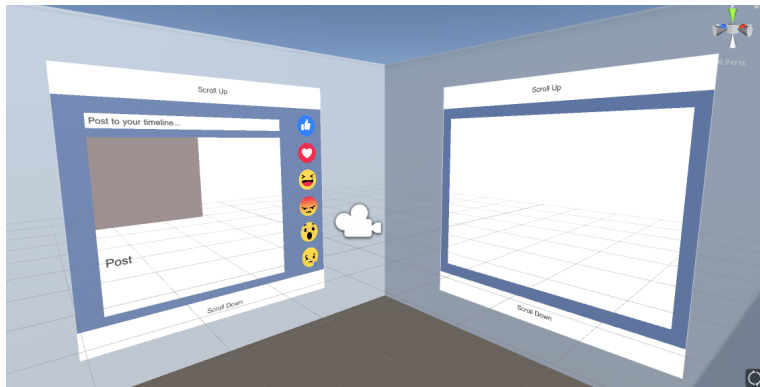 Scroll Up
Post to your timeline...
Post
Scroll Down
Scroll Up
Scroll Down
Persp